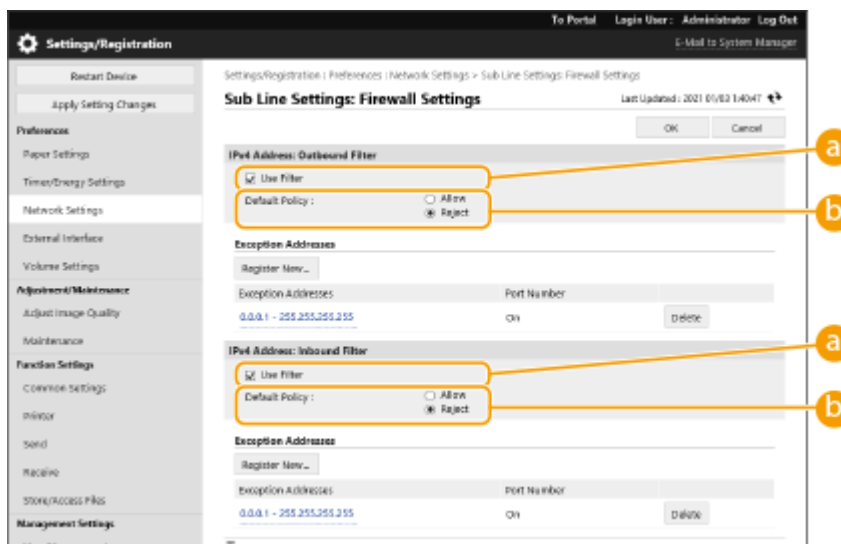 To Portal Login User : Administrator Log Out
Settings/Registration
E-Mail to System Manager
Restart Device
Apply Setting Changes
Preferences
Paper Settings
Timer/Energy Settings
Network Settings
External Interface
Volume Settings
Adjustment/Maintenance
Adjust Image Quality
Maintenance
Function Settings
Common Settings
Printer
Send
Receive
Store/Access Files
Management Settings
Settings/Registration : Preferences : Network Settings > Sub Line Settings: Firewall Settings
Sub Line Settings: Firewall Settings
Last Updated : 2021 01/03 1:40:47
OK Cancel
IPv4 Address: Outbound Filter
Use Filter
a
Default Policy :
Allow
Reject
b
Exception Addresses
Register New...
Exception Addresses Port Number
0.0.0.1 - 255.255.255.255 On Delete
IPv4 Address: Inbound Filter
Use Filter
a
Default Policy :
Allow
Reject
b
Exception Addresses
Register New...
Exception Addresses Port Number
0.0.0.1 - 255.255.255.255 On Delete